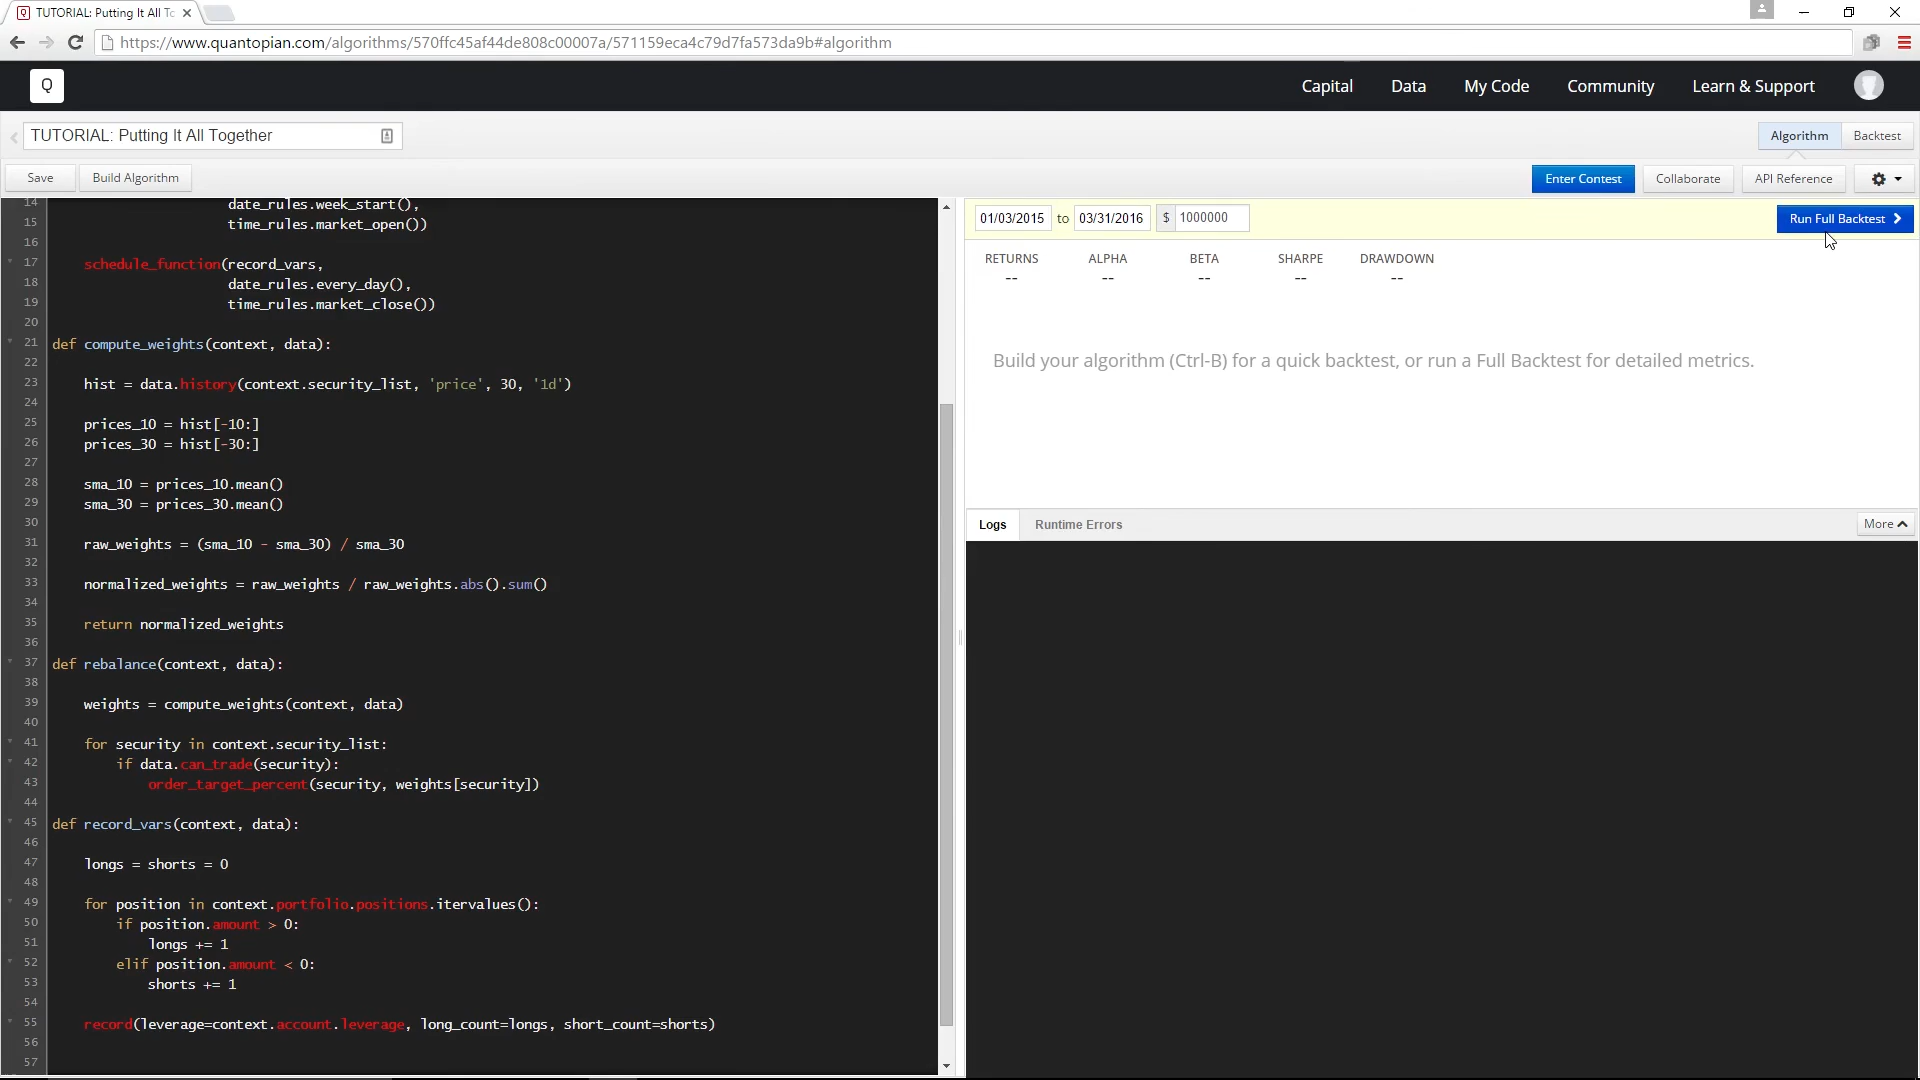 TUTORIAL: Putting It All To
https://www.quantopian.com/algorithms/570ffc45af44de808c00007a/571159eca4c79d7fa573da9b#algorithm
Q
Capital Data My Code Community Learn & Support
TUTORIAL: Putting It All Together
Algorithm Backtest
Save Build Algorithm
Enter Contest Collaborate API Reference
01/03/2015 to 03/31/2016 $ 1000000
Run Full Backtest
RETURNS ALPHA BETA SHARPE DRAWDOWN
-- -- -- -- --
Build your algorithm (Ctrl-B) for a quick backtest, or run a Full Backtest for detailed metrics.
Logs Runtime Errors More
14 date_rules.week_start(),
15 time_rules.market_open())
16
17 schedule_function(record_vars,
18 date_rules.every_day(),
19 time_rules.market_close())
20
21 def compute_weights(context, data):
22
23 hist = data.history(context.security_list, 'price', 30, '1d')
24
25 prices_10 = hist[-10:]
26 prices_30 = hist[-30:]
27
28 sma_10 = prices_10.mean()
29 sma_30 = prices_30.mean()
30
31 raw_weights = (sma_10 - sma_30) / sma_30
32
33 normalized_weights = raw_weights / raw_weights.abs().sum()
34
35 return normalized_weights
36
37 def rebalance(context, data):
38
39 weights = compute_weights(context, data)
40
41 for security in context.security_list:
42 if data.can_trade(security):
43 order_target_percent(security, weights[security])
44
45 def record_vars(context, data):
46
47 longs = shorts = 0
48
49 for position in context.portfolio.positions.itervalues():
50 if position.amount > 0:
51 longs += 1
52 elif position.amount < 0:
53 shorts += 1
54
55 record(leverage=context.account.leverage, long_count=longs, short_count=shorts)
56
57